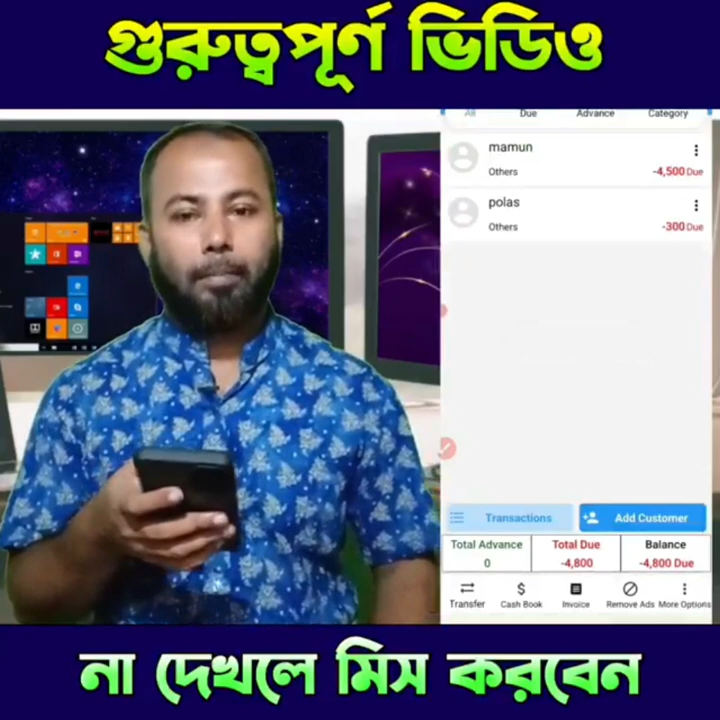 গুরুত্বপূর্ণ ভিডিও
All Due Advance Category
mamun
Others -4,500 Due
polas
Others -300 Due
Transactions Add Customer
Total Advance Total Due Balance
0 -4,800 -4,800 Due
Transfer Cash Book Invoice Remove Ads More Options
না দেখলে মিস করবেন